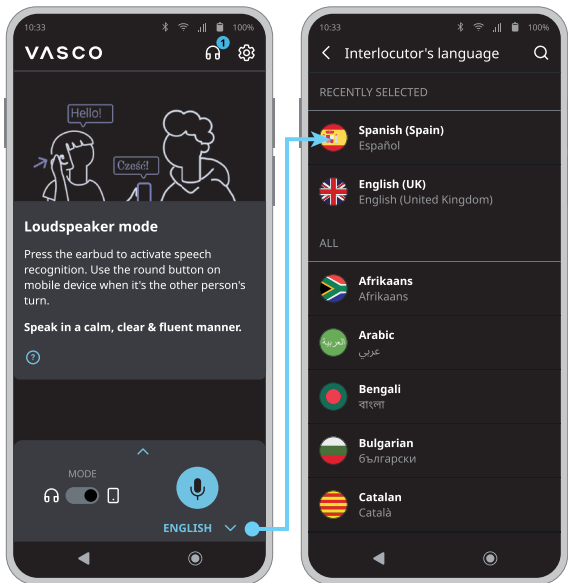 10:33
100%
VASCO
1
Hello!
Cześć!
Loudspeaker mode
Press the earbud to activate speech
recognition. Use the round button on
mobile device when it's the other person's
turn.
Speak in a calm, clear & fluent manner.
?
MODE
ENGLISH
10:33
100%
Interlocutor's language
RECENTLY SELECTED
Spanish (Spain)
Español
English (UK)
English (United Kingdom)
ALL
Afrikaans
Afrikaans
العربية
Arabic
عربي
Bengali
বাংলা
Bulgarian
български
Catalan
Català